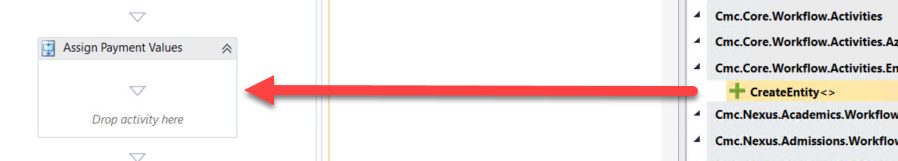 Assign Payment Values
Drop activity here
Cmc.Core.Workflow.Activities
Cmc.Core.Workflow.Activities.Az
Cmc.Core.Workflow.Activities.En
CreateEntity<>
Cmc.Nexus.Academics.Workflow
Cmc.Nexus.Admissions.Workflow